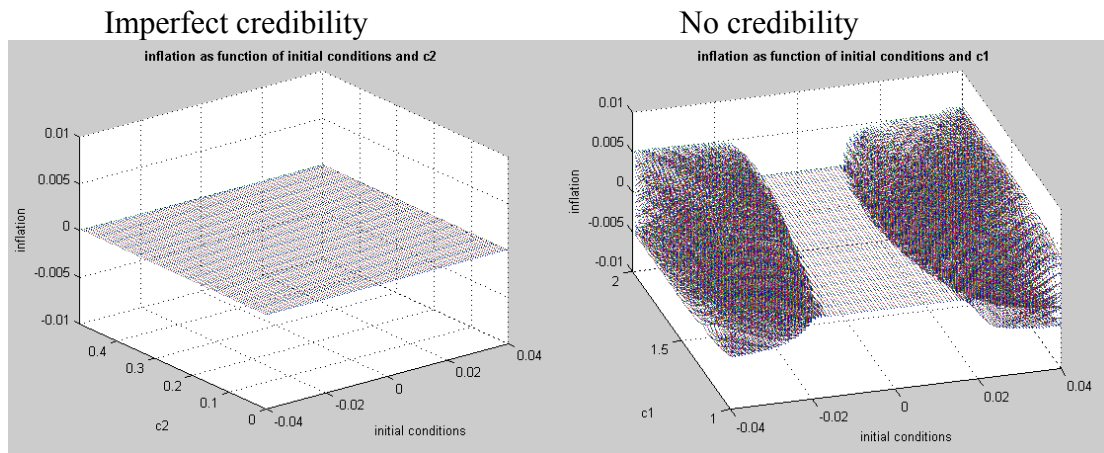 Imperfect credibility
No credibility
inflation as function of initial conditions and c2
0.01
0.005
0
-0.005
-0.01
inflation
0.4
0.3
0.2
0.1
0
c2
-0.04
-0.02
0
0.02
0.04
initial conditions
inflation as function of initial conditions and c1
0.01
0.005
0
-0.005
-0.01
inflation
2
1.5
1
c1
-0.04
-0.02
0
0.02
0.04
initial conditions